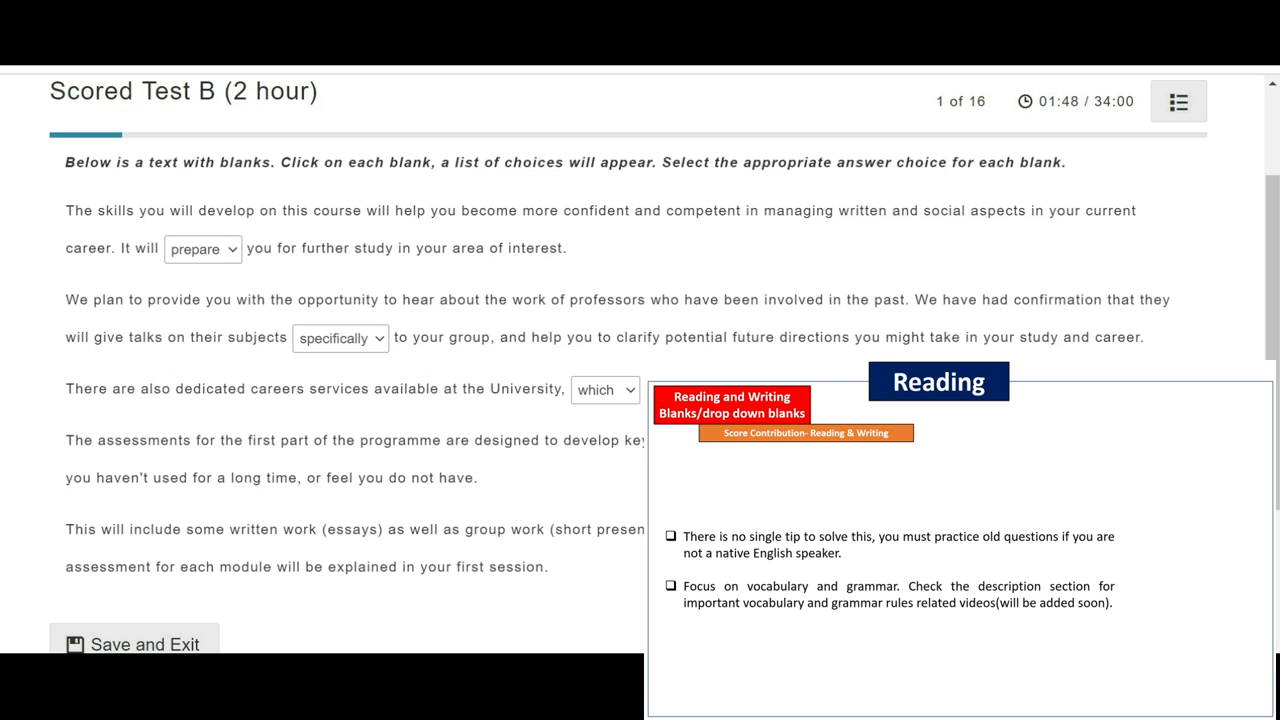 Scored Test B (2 hour)
1 of 16
01:48 / 34:00
Below is a text with blanks. Click on each blank, a list of choices will appear. Select the appropriate answer choice for each blank.
The skills you will develop on this course will help you become more confident and competent in managing written and social aspects in your current
career. It will prepare you for further study in your area of interest.
We plan to provide you with the opportunity to hear about the work of professors who have been involved in the past. We have had confirmation that they
will give talks on their subjects specifically to your group, and help you to clarify potential future directions you might take in your study and career.
There are also dedicated careers services available at the University, which
The assessments for the first part of the programme are designed to develop
you haven't used for a long time, or feel you do not have.
This will include some written work (essays) as well as group work (short
assessment for each module will be explained in your first session.
Save and Exit
Reading
Reading and Writing
Blanks/drop down blanks
Score Contribution- Reading & Writing
There is no single tip to solve this, you must practice old questions if you are
not a native English speaker.
Focus on vocabulary and grammar. Check the description section for
important vocabulary and grammar rules related videos(will be added soon).